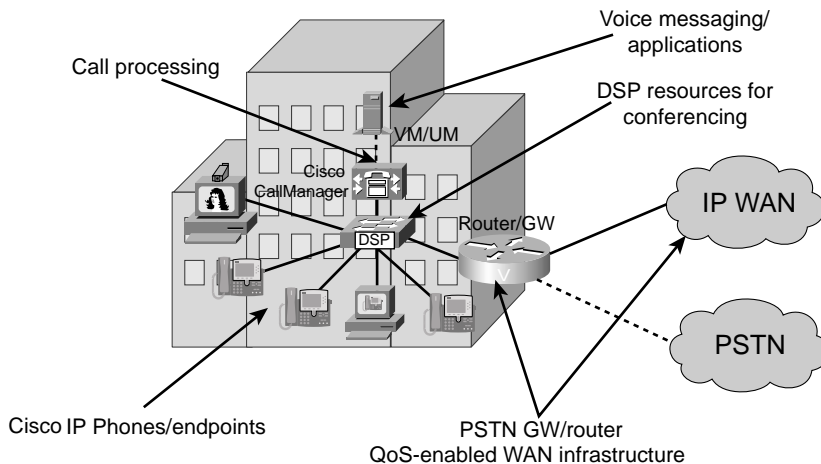 Voice messaging/
applications
Call processing
DSP resources for
conferencing
VM/UM
Cisco
CallManager
IP WAN
Router/GW
DSP
V
PSTN
Cisco IP Phones/endpoints
PSTN GW/router
QoS-enabled WAN infrastructure